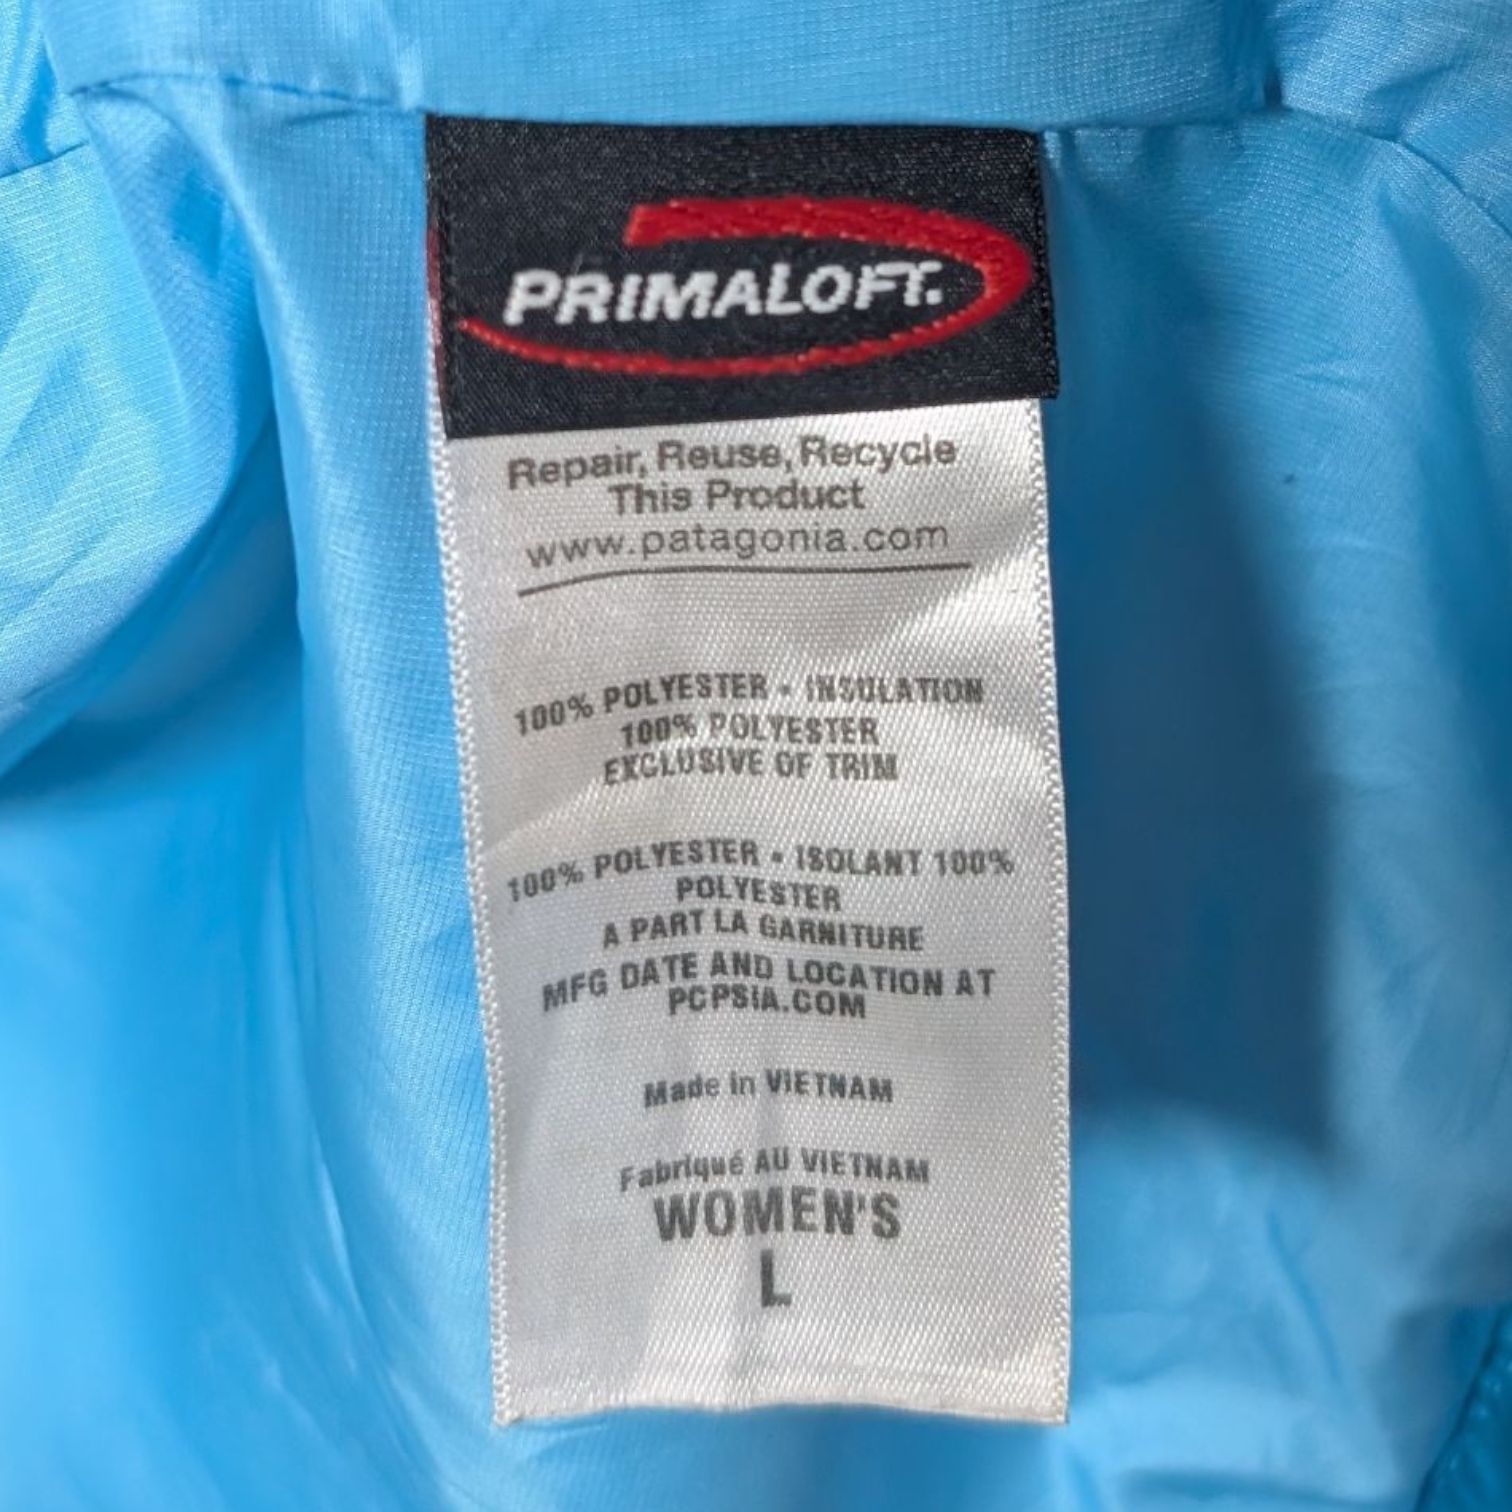 PRIMALOFT.
Repair, Reuse, Recycle
This Product
www.patagonia.com
100% POLYESTER • INSULATION
100% POLYESTER
EXCLUSIVE OF TRIM
100% POLYESTER • ISOLANT 100%
POLYESTER
A PART LA GARNITURE
MFG DATE AND LOCATION AT
PCPSIA.COM
Made in VIETNAM
Fabriqué AU VIETNAM
WOMEN'S
L